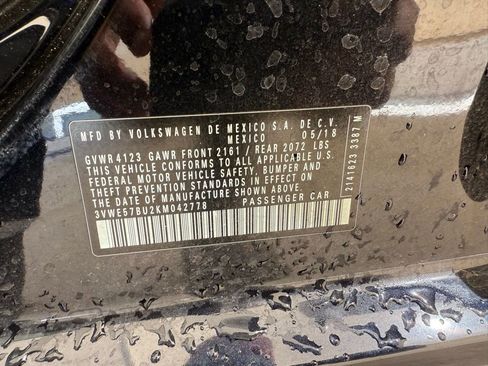 MFD BY VOLKSWAGEN DE MEXICO S.A. DE C.V.
MEXICO 05/18
GVWR4123 GAWR FRONT 2161 / REAR 2072 LBS
THIS VEHICLE CONFORMS TO ALL APPLICABLE U.S.
FEDERAL MOTOR VEHICLE SAFETY, BUMPER AND
THEFT PREVENTION STANDARDS IN EFFECT ON
THE DATE OF MANUFACTURE SHOWN ABOVE.
3VWE57BU2KM042778 PASSENGER CAR
2141623 3387 M